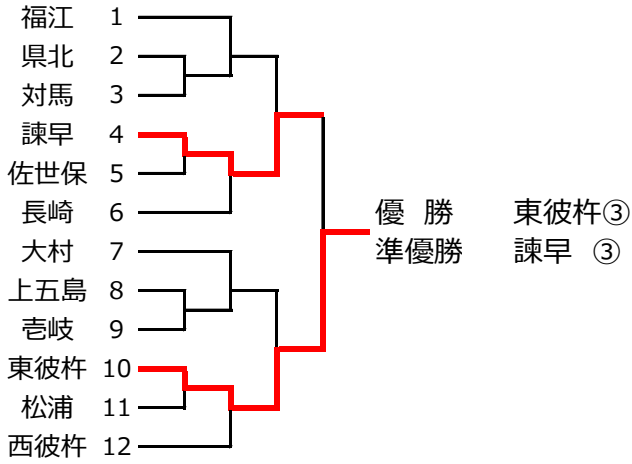 福江 1
県北 2
対馬 3
諫早 4
佐世保 5
長崎 6
大村 7
上五島 8
壱岐 9
東彼杵 10
松浦 11
西彼杵 12
優 勝 東彼杵③
準優勝 諫早 ③